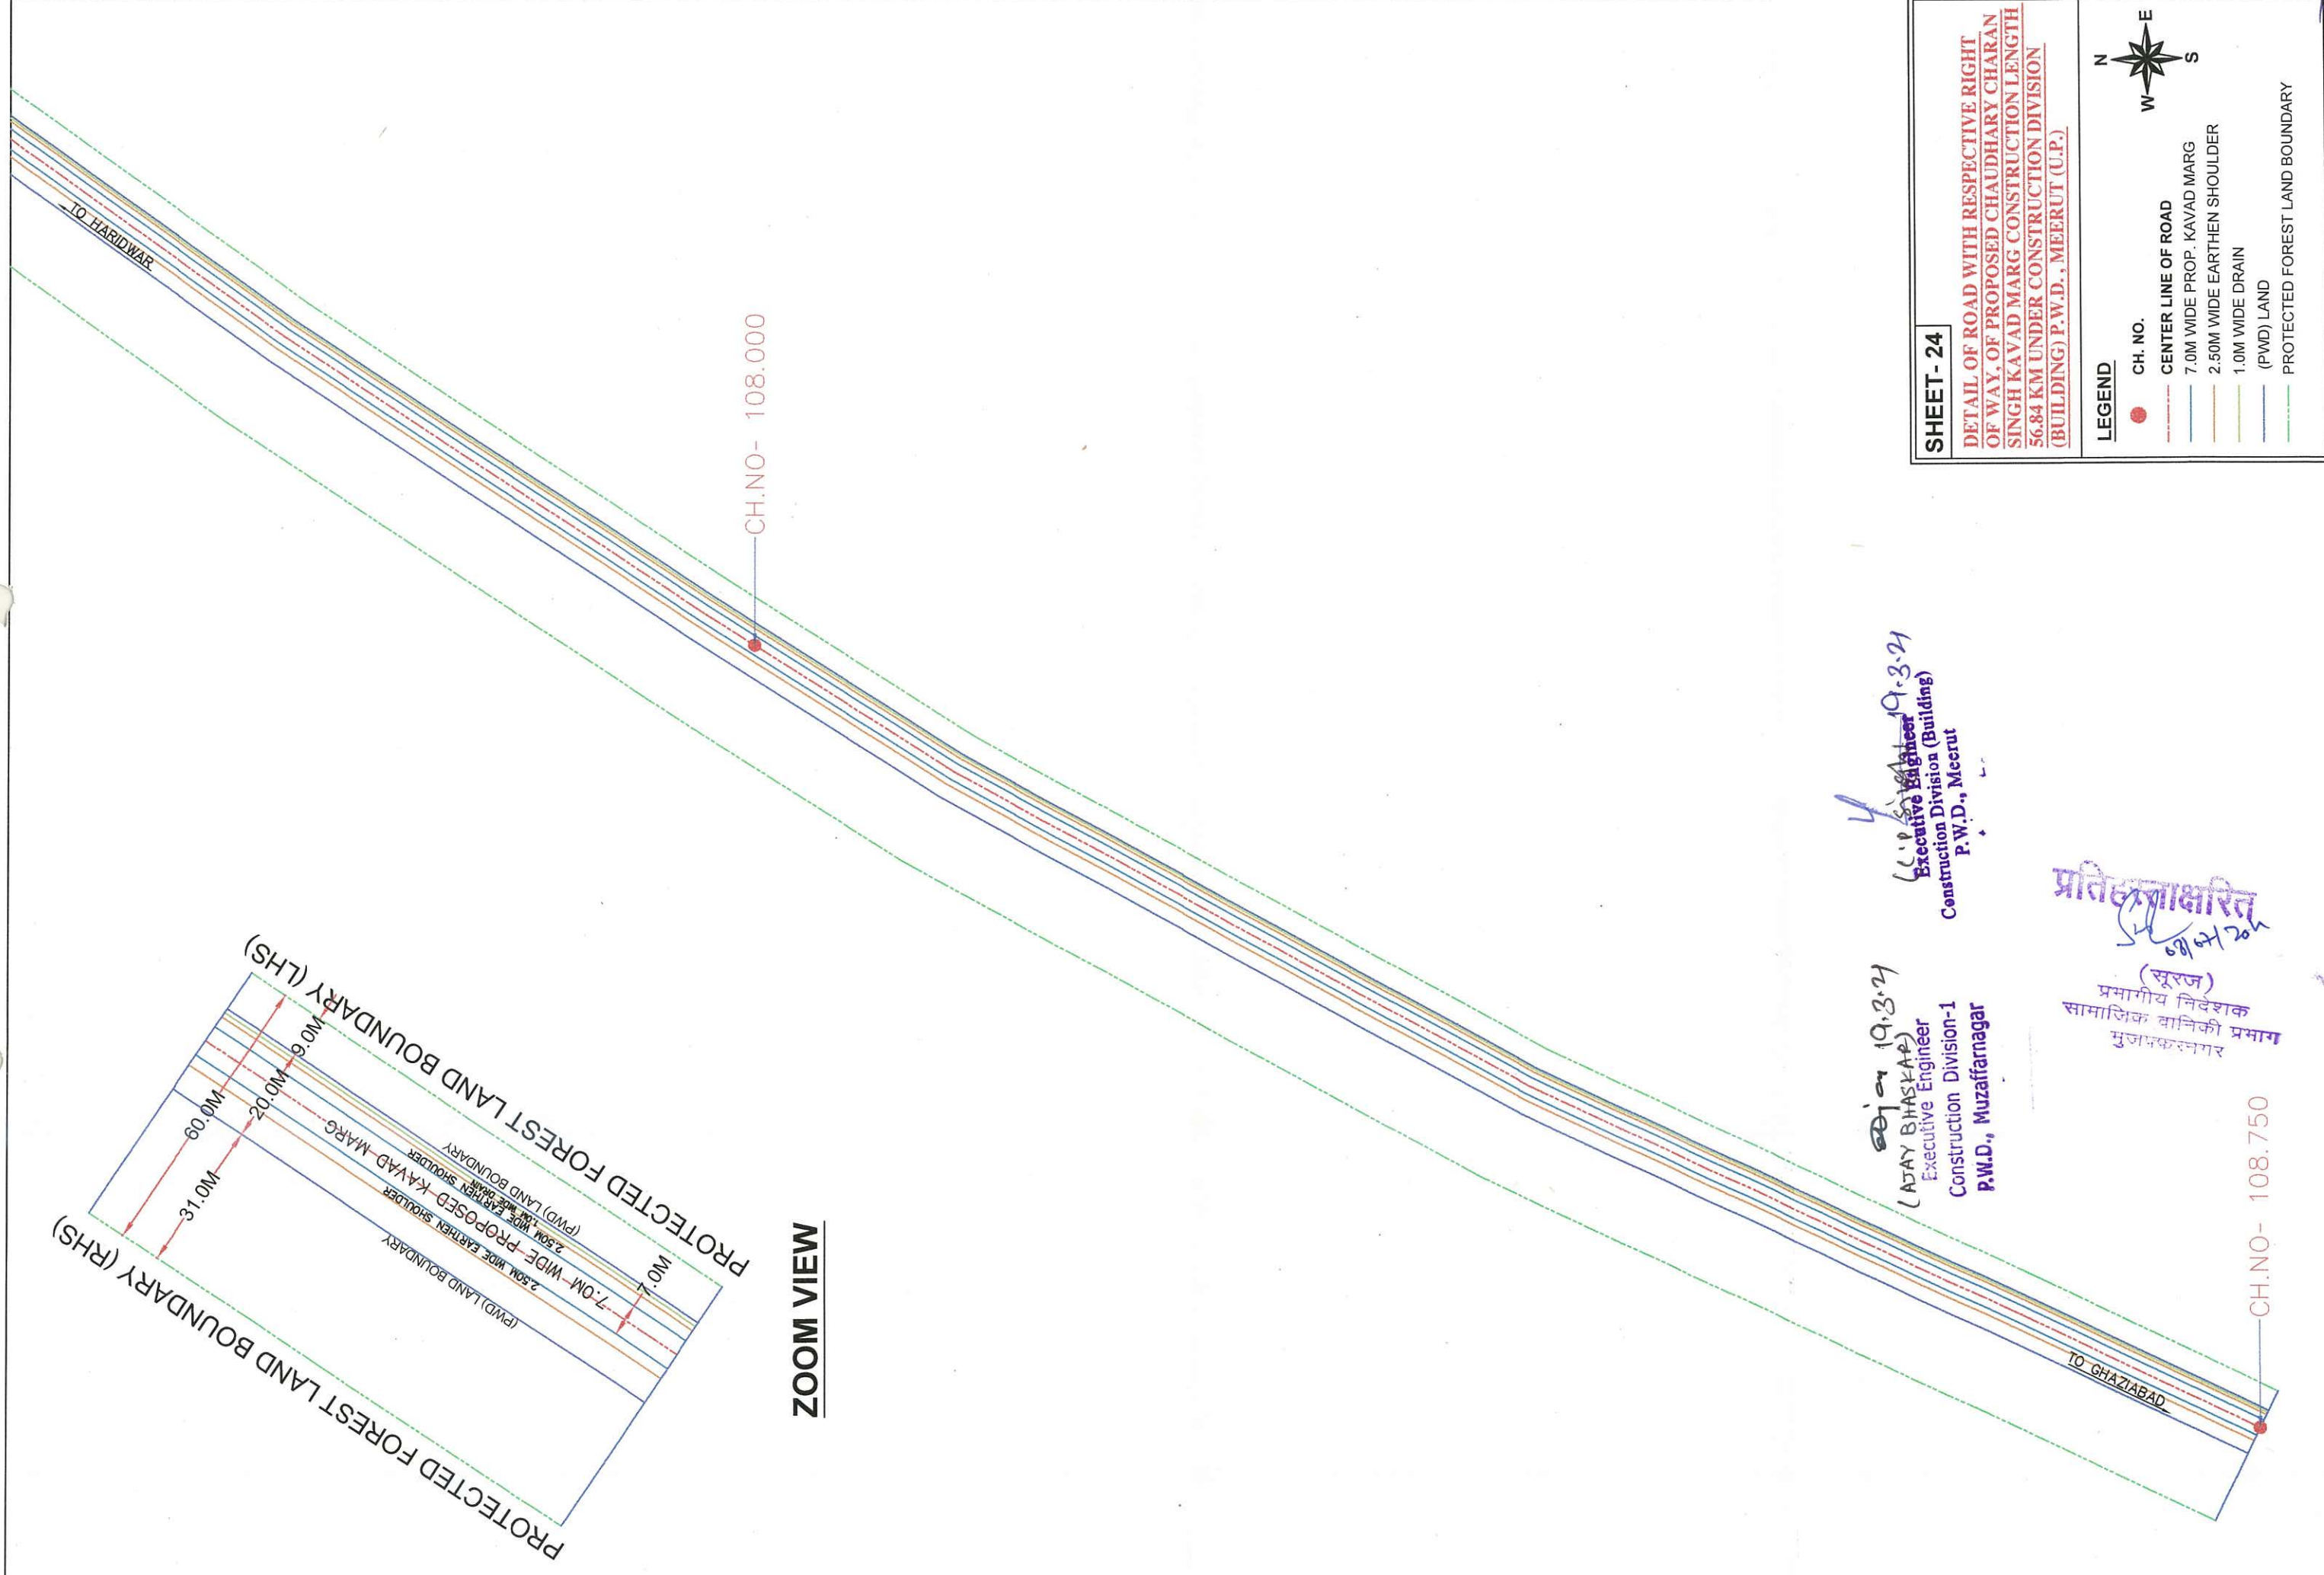 TO HARIDWAR
CH.NO- 108.000
PROTECTED FOREST LAND BOUNDARY (LHS)
9.0M
60.0M
20.0M
31.0M
(PWD) LAND BOUNDARY
1.0M WIDE DRAIN
2.50M WIDE EARTHEN SHOULDER
7.0M WIDE PROPOSED KAVAD MARG
2.50M WIDE EARTHEN SHOULDER
(PWD) LAND BOUNDARY
7.0M
PROTECTED FOREST LAND BOUNDARY (RHS)
ZOOM VIEW
TO GHAZIABAD
CH.NO- 108.750
19.3.21
(AJAY BHASKAR)
Executive Engineer
Construction Division-1
P.W.D., Muzaffarnagar
19.3.21
Executive Engineer
Construction Division (Building)
P.W.D., Meerut
प्रतिहस्ताक्षरित
(सूरज)
प्रभागीय निदेशक
सामाजिक वानिकी प्रभाग
मुजफ्फरनगर
SHEET- 24
DETAIL OF ROAD WITH RESPECTIVE RIGHT
OF WAY, OF PROPOSED CHAUDHARY CHARAN
SINGH KAVAD MARG CONSTRUCTION LENGTH
56.84 KM UNDER CONSTRUCTION DIVISION
(BUILDING) P.W.D. , MEERUT (U.P.)
LEGEND
N
W
E
S
CH. NO.
CENTER LINE OF ROAD
7.0M WIDE PROP. KAVAD MARG
2.50M WIDE EARTHEN SHOULDER
1.0M WIDE DRAIN
(PWD) LAND
PROTECTED FOREST LAND BOUNDARY